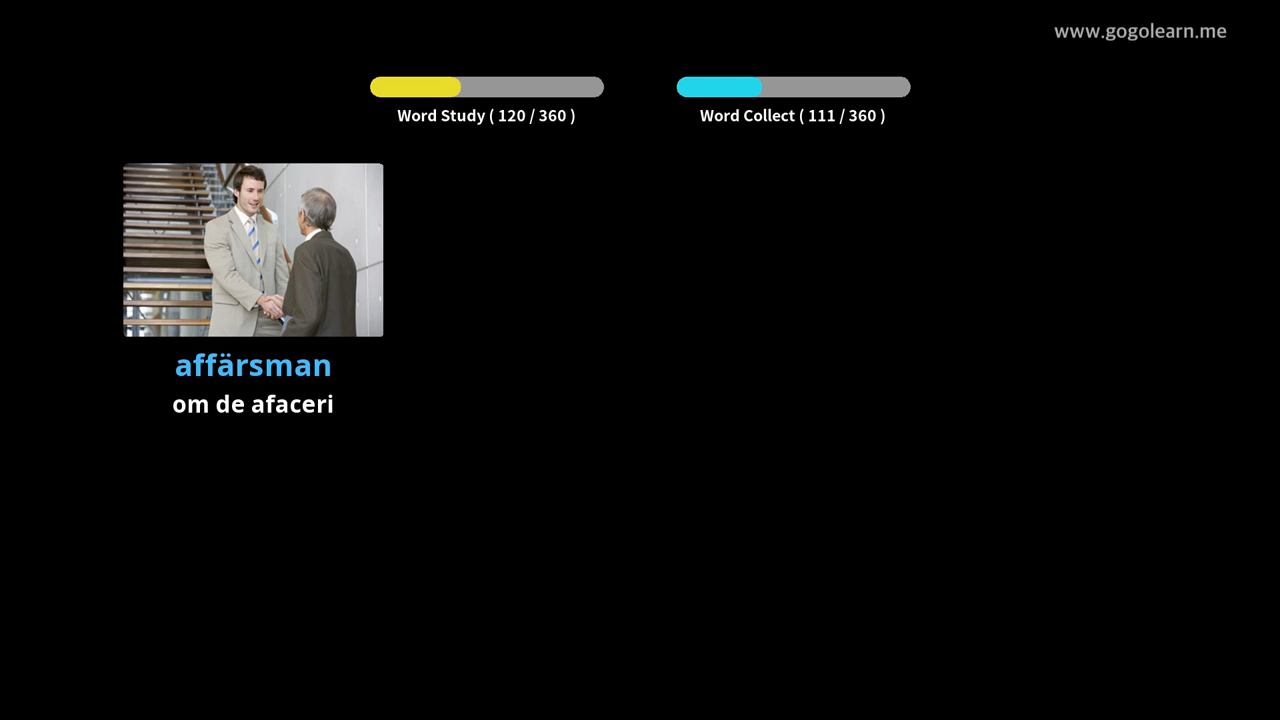 www.gogolearn.me
Word Study ( 120 / 360 )
Word Collect ( 111 / 360 )
affärsman
om de afaceri